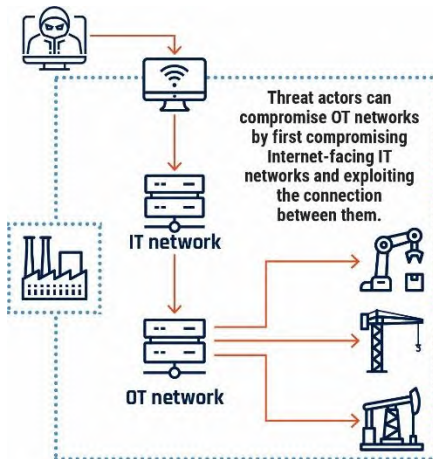 Threat actors can
compromise OT networks
by first compromising
Internet-facing IT
networks and exploiting
the connection
between them.
IT network
OT network